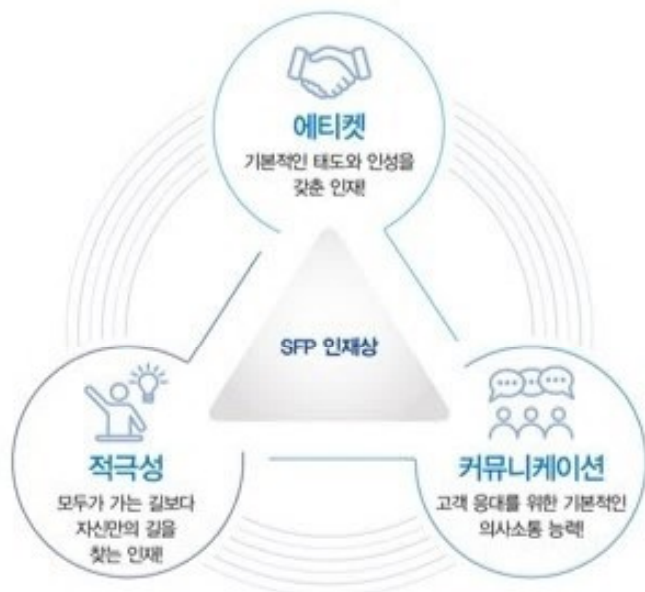 에티켓
기본적인 태도와 인성을
갖춘 인재!
SFP 인재상
적극성
모두가 가는 길보다
자신만의 길을
찾는 인재!
커뮤니케이션
고객 응대를 위한 기본적인
의사소통 능력!